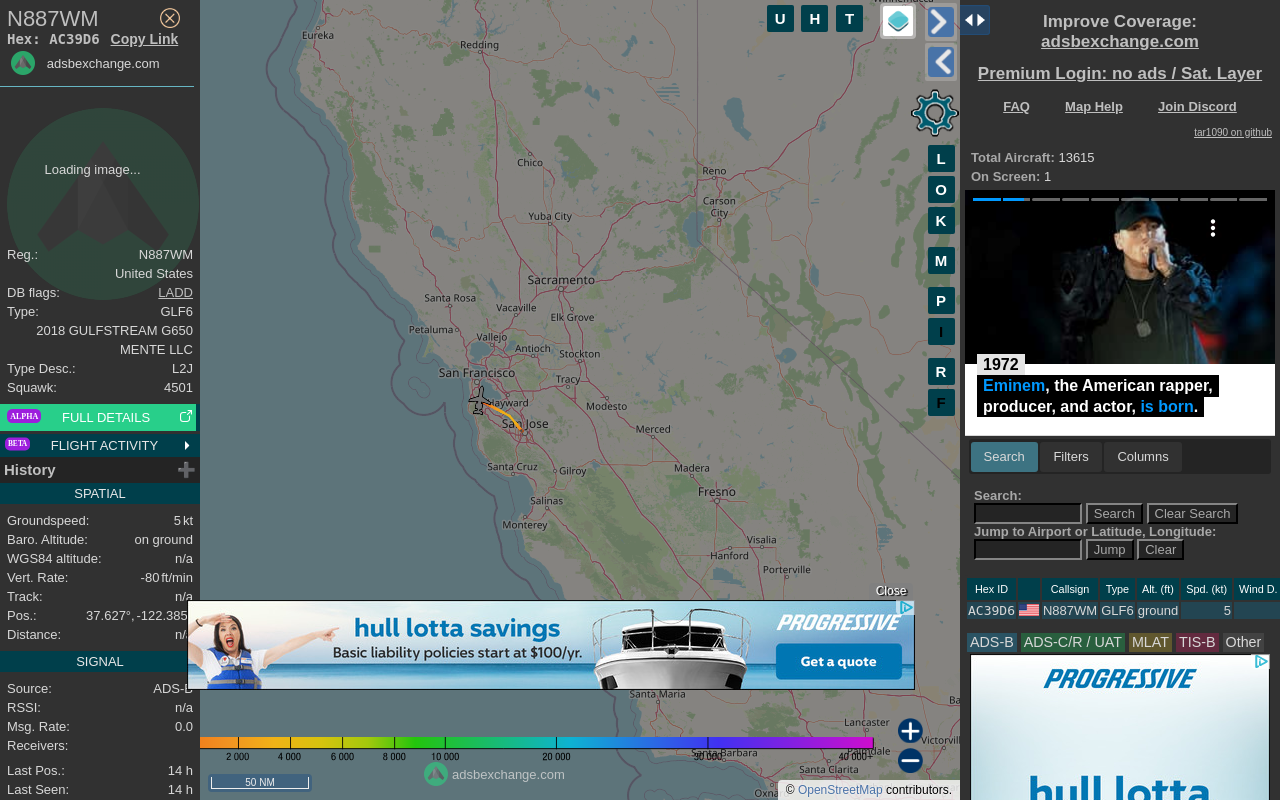 N887WM
Hex: AC39D6 Copy Link
adsbexchange.com
Loading image...
Reg.: N887WM
United States
DB flags: LADD
Type: GLF6
2018 GULFSTREAM G650
MENTE LLC
Type Desc.: L2J
Squawk: 4501
ALPHA FULL DETAILS
BETA FLIGHT ACTIVITY
History
SPATIAL
Groundspeed: 5 kt
Baro. Altitude: on ground
WGS84 altitude: n/a
Vert. Rate: -80 ft/min
Track: n/a
Pos.: 37.627°, -122.385
Distance: n/
SIGNAL
Source: ADS-B
RSSI: n/a
Msg. Rate: 0.0
Receivers:
Last Pos.: 14 h
Last Seen: 14 h
U H T
L
O
K
M
P
I
R
F
Eureka
Redding
Chico
Reno
Carson
City
Yuba City
Sacramento
Santa Rosa
Vacaville
Elk Grove
Petaluma
Vallejo
Antioch
Stockton
San Francisco
Tracy
Hayward
Modesto
San Jose
Merced
Santa Cruz
Gilroy
Madera
Fresno
Salinas
Monterey
Visalia
Hanford
Porterville
Close
hull lotta savings
Basic liability policies start at $100/yr.
PROGRESSIVE
Get a quote
Santa Maria
Lancaster
Victorvil
Santa Barbara
Palmdale
Santa Clarita
Oxna
2 000 4 000 6 000 8 000 10 000 20 000 30 000 40 000+
adsbexchange.com
50 NM
© OpenStreetMap contributors.
Improve Coverage:
adsbexchange.com
Premium Login: no ads / Sat. Layer
FAQ Map Help Join Discord
tar1090 on github
Total Aircraft: 13615
On Screen: 1
1972
Eminem, the American rapper,
producer, and actor, is born.
Search Filters Columns
Search:
Search Clear Search
Jump to Airport or Latitude, Longitude:
Jump Clear
Hex ID Callsign Type Alt. (ft) Spd. (kt) Wind D.
AC39D6 N887WM GLF6 ground 5
ADS-B ADS-C/R / UAT MLAT TIS-B Other
PROGRESSIVE
hull lotta